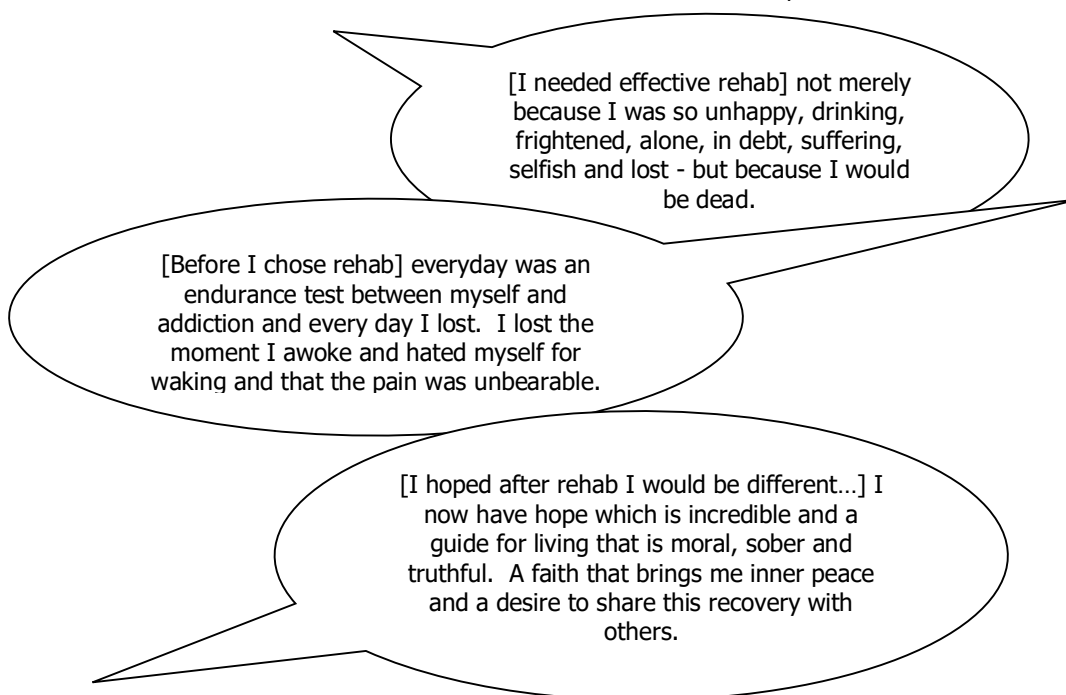 [I needed effective rehab] not merely
because I was so unhappy, drinking,
frightened, alone, in debt, suffering,
selfish and lost - but because I would
be dead.
[Before I chose rehab] everyday was an
endurance test between myself and
addiction and every day I lost.  I lost the
moment I awoke and hated myself for
waking and that the pain was unbearable.
[I hoped after rehab I would be different…] I
now have hope which is incredible and a
guide for living that is moral, sober and
truthful.  A faith that brings me inner peace
and a desire to share this recovery with
others.